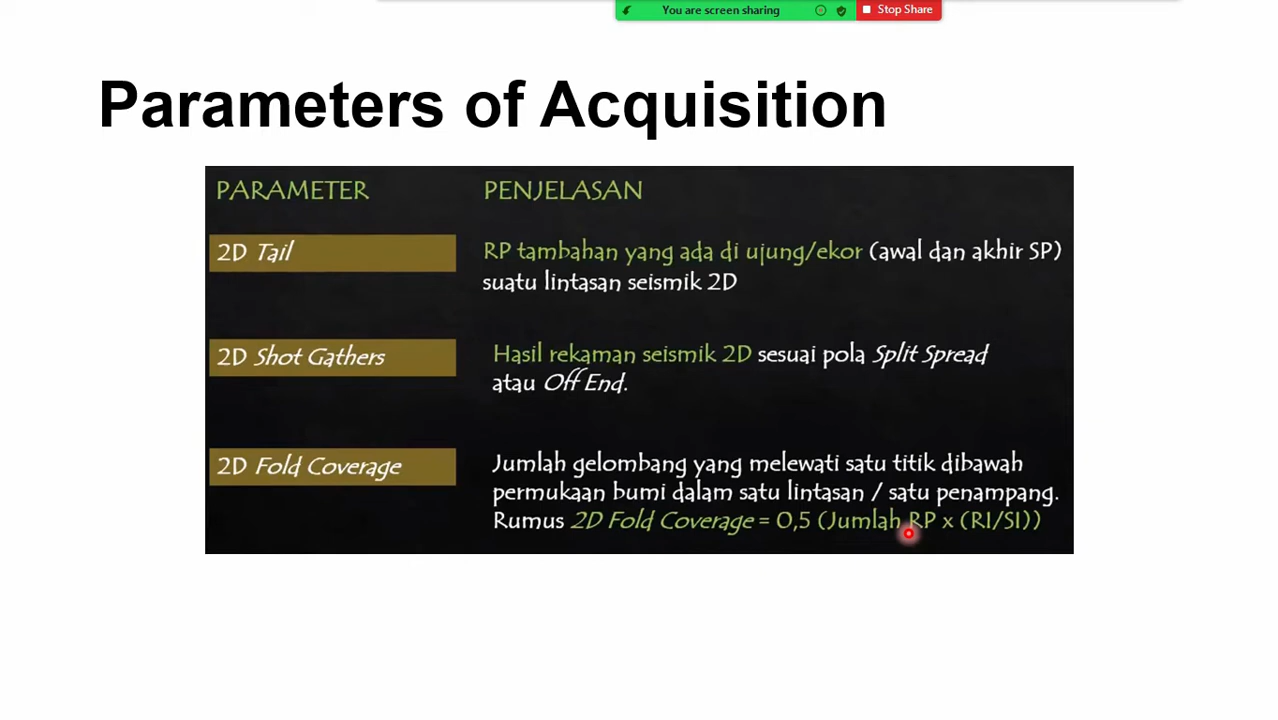 You are screen sharing
Stop Share
Parameters of Acquisition
PARAMETER PENJELASAN
2D Tail RP tambahan yang ada di ujung/ekor (awal dan akhir SP)
suatu lintasan seismik 2D
2D Shot Gathers Hasil rekaman seismik 2D sesuai pola Split Spread
atau Off End.
2D Fold Coverage Jumlah gelombang yang melewati satu titik dibawah
permukaan bumi dalam satu lintasan / satu penampang.
Rumus 2D Fold Coverage = 0,5 (Jumlah RP x (RI/SI))